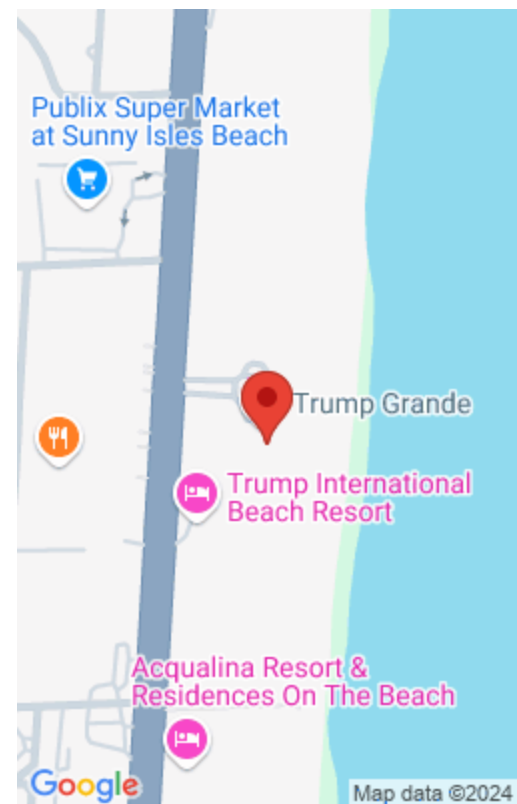 Publix Super Market
at Sunny Isles Beach
Trump Grande
Trump International
Beach Resort
Acqualina Resort &
Residences On The Beach
Google
Map data ©2024